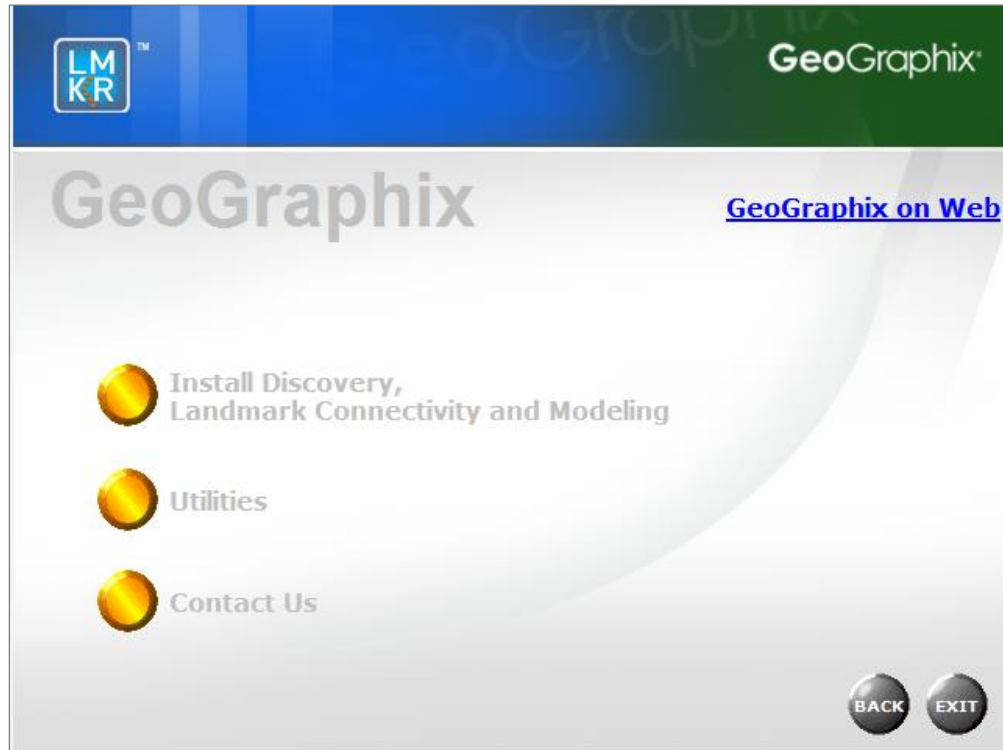 LM
KR
TM
GeoGraphix
GeoGraphix®
GeoGraphix
GeoGraphix on Web
Install Discovery,
Landmark Connectivity and Modeling
Utilities
Contact Us
BACK
EXIT